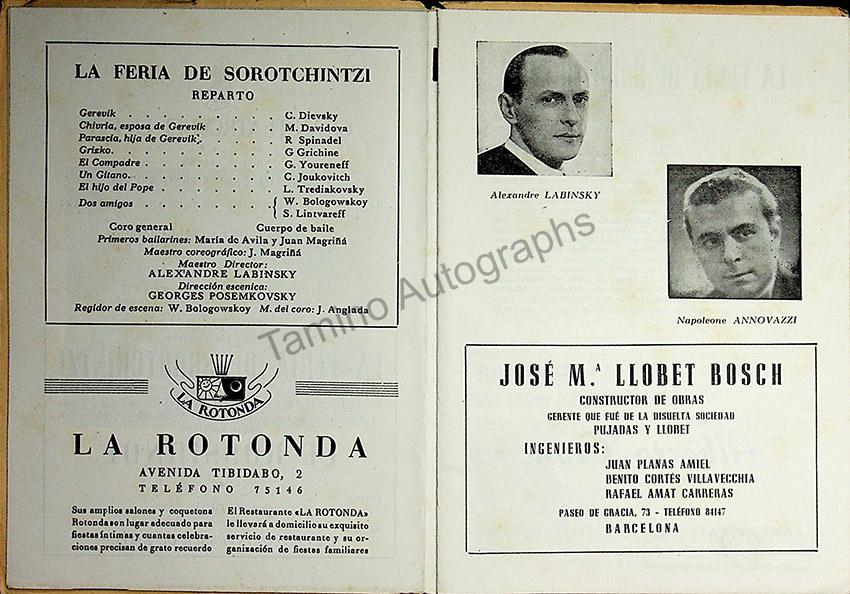 LA FERIA DE SOROTCHINTZI
REPARTO
Gerevik . . . . . . . . . C. Dievsky
Chivria, esposa de Gerevik . . . . . M. Davidova
Parascia, hija de Gerevik . . . . . . R Spinadel
Grizko. . . . . . . . . . G Grichine
El Compadre . . . . . . . . G. Youreneff
Un Gitano. . . . . . . . . C. Joukovitch
El hijo del Pope . . . . . . . L. Trediakovsky
Dos amigos . . . . . . . . { W. Bologowskoy
S. Lintvareff
Coro general Cuerpo de baile
Primeros bailarines: María de Avila y Juan Magriñá
Maestro coreográfico: J. Magriñá
Maestro Director:
ALEXANDRE LABINSKY
Dirección escenica:
GEORGES POSEMKOVSKY
Regidor de escena: W. Bologowskoy M. del coro: J. Anglada
LA ROTONDA
LA ROTONDA
AVENIDA TIBIDABO, 2
TELÉFONO 75146
Sus amplios salones y coquetona
Rotonda son lugar adecuado para
fiestas íntimas y cuantas celebra-
ciones precisan de grato recuerdo
El Restaurante «LA ROTONDA»
le llevará a domicilio su exquisito
servicio de restaurante y su or-
ganización de fiestas familiares
Alexandre LABINSKY
Napoleone ANNOVAZZI
JOSÉ M.ª LLOBET BOSCH
CONSTRUCTOR DE OBRAS
GERENTE QUE FUÉ DE LA DISUELTA SOCIEDAD
PUJADAS Y LLORET
INGENIEROS:
JUAN PLANAS AMIEL
BENITO CORTÉS VILLAVECCHIA
RAFAEL AMAT CARRERAS
PASEO DE GRACIA, 73 - TELÉFONO 84147
BARCELONA
Tamino Autographs